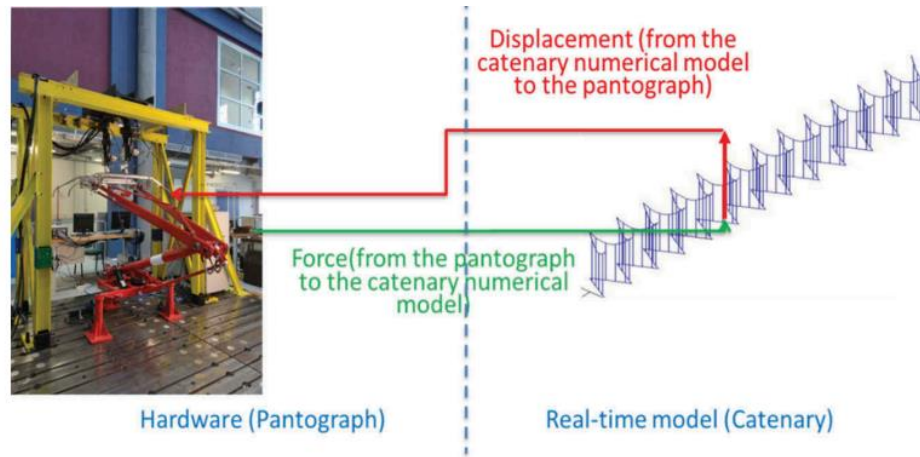 Displacement (from the
catenary numerical model
to the pantograph)
Force(from the pantograph
to the catenary numerical
model)
Hardware (Pantograph)
Real-time model (Catenary)